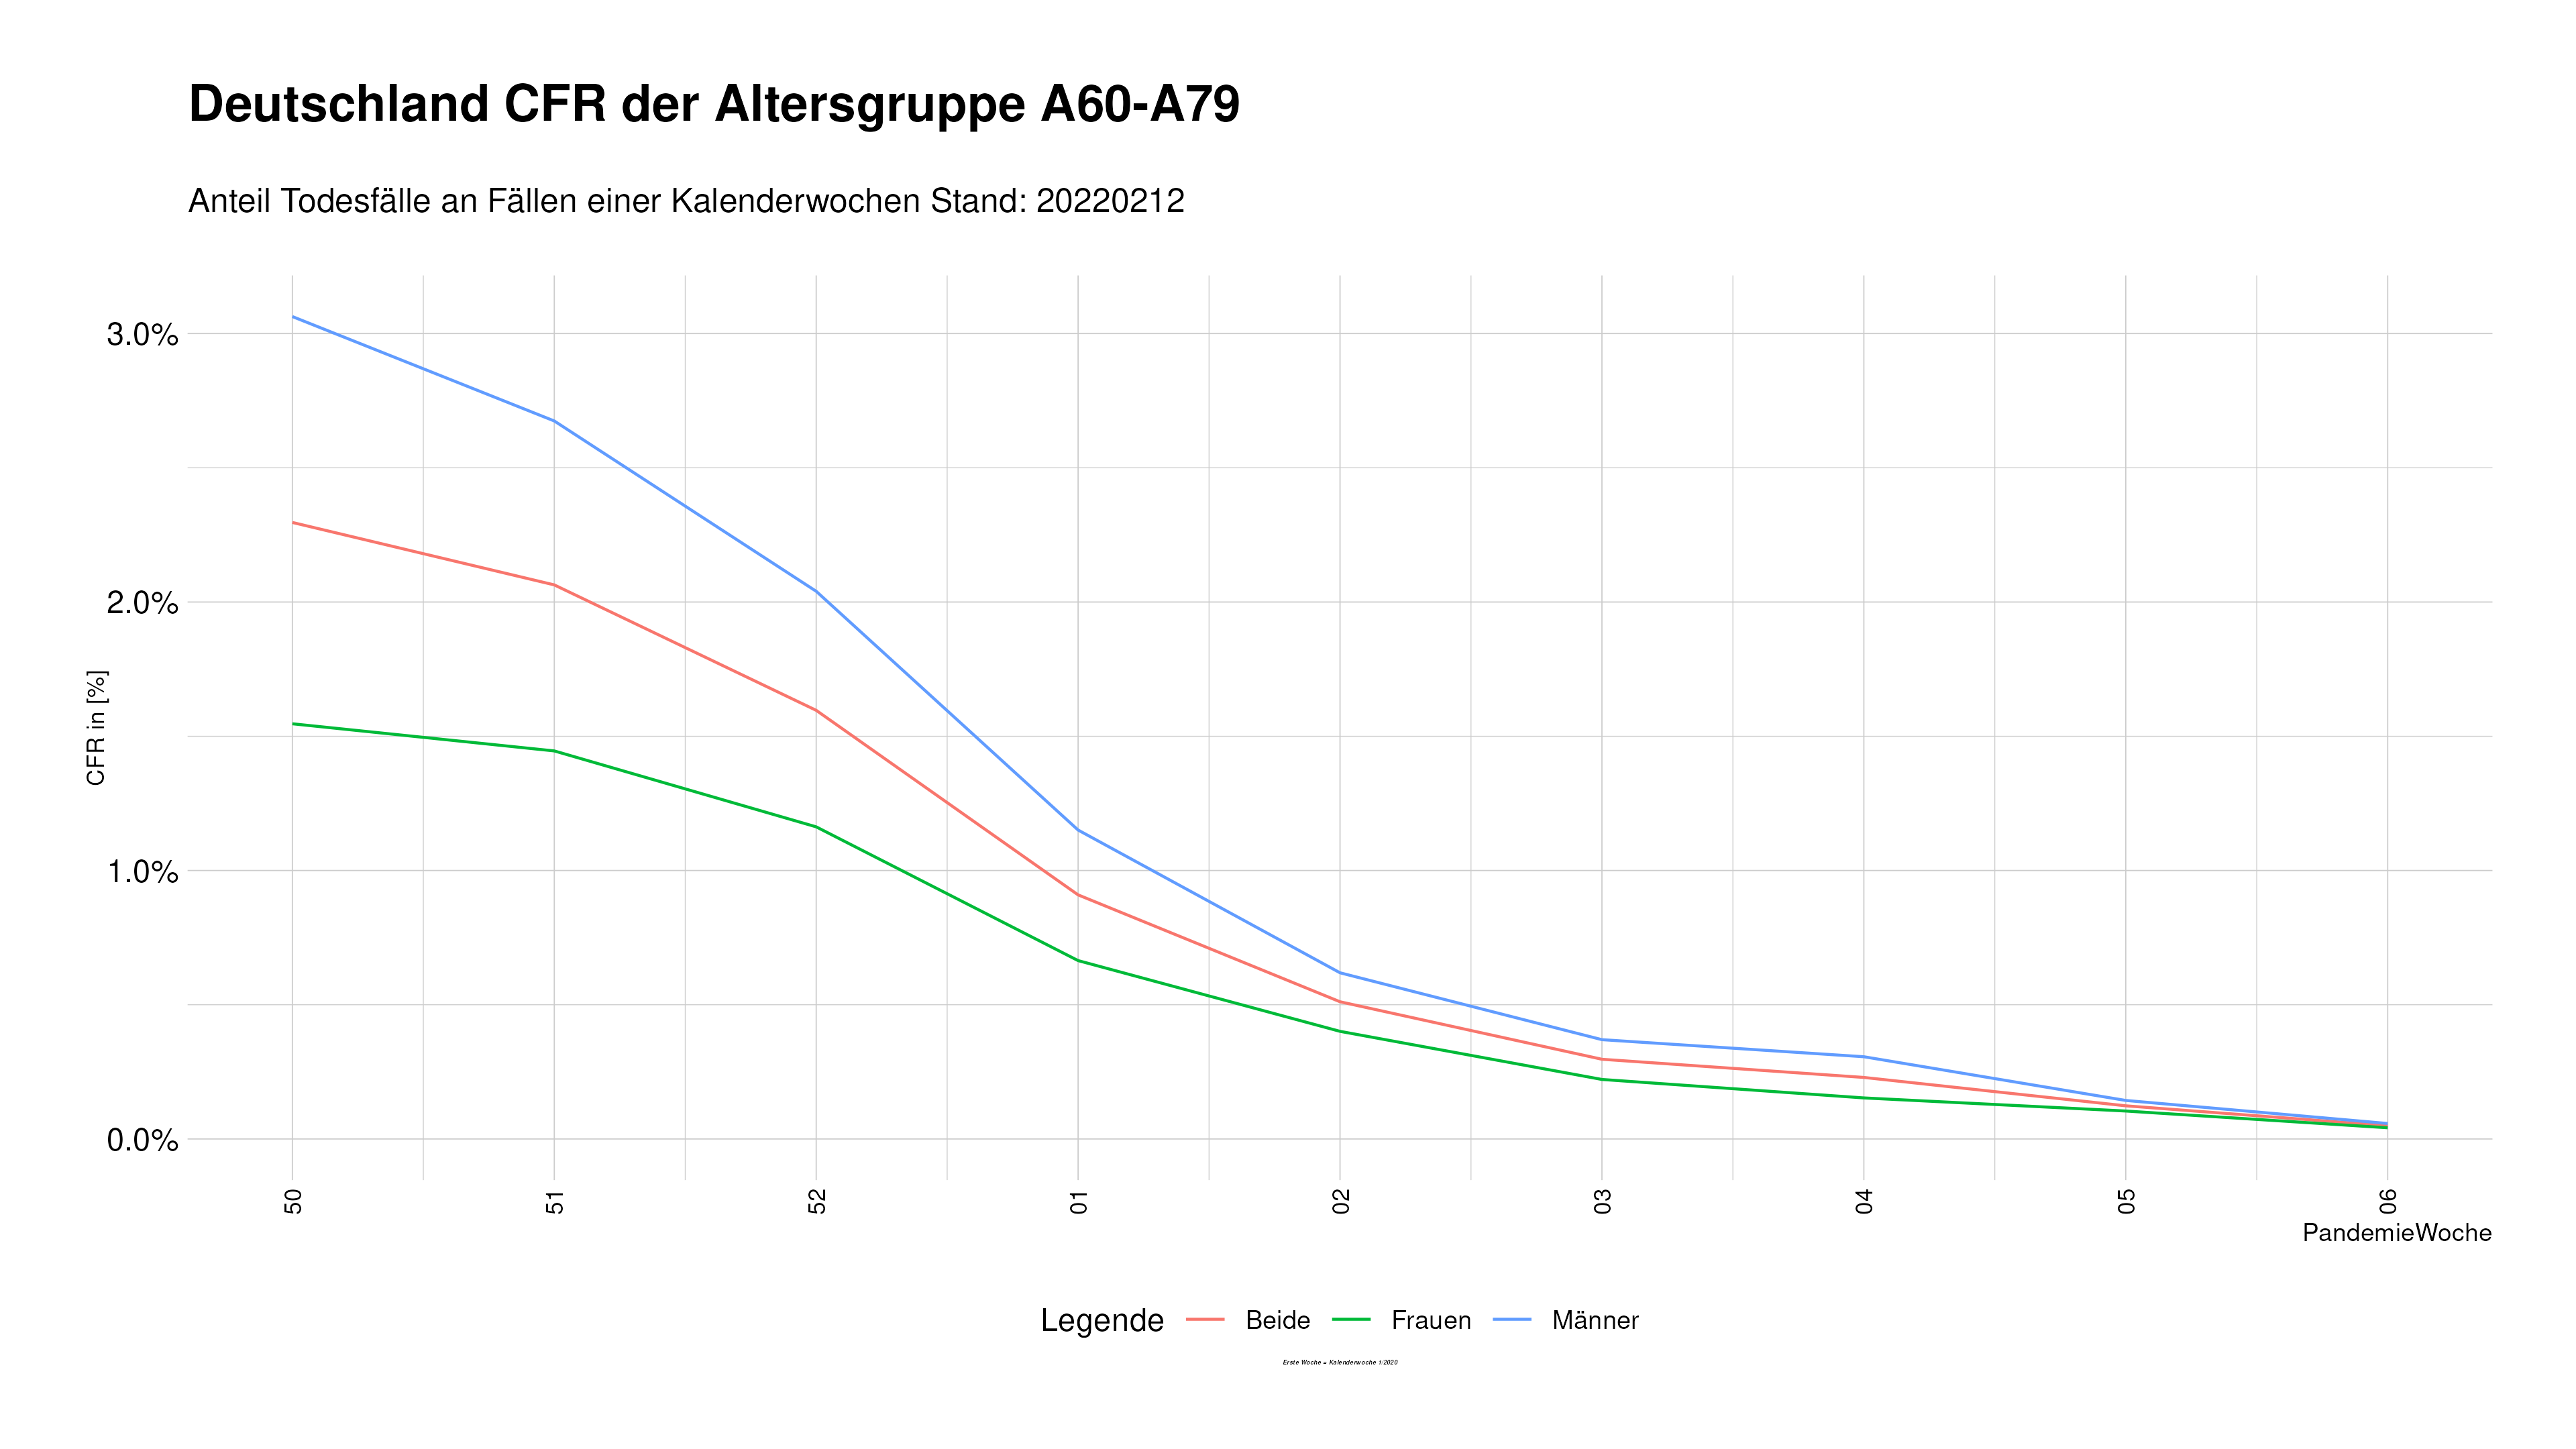 Deutschland CFR der Altersgruppe A60-A79
Anteil Todesfälle an Fällen einer Kalenderwochen Stand: 20220212
CFR in [%]
3.0%
2.0%
1.0%
0.0%
50 51 52 01 02 03 04 05 06
PandemieWoche
Legende Beide Frauen Männer
Erste Woche = Kalenderwoche 1/2020